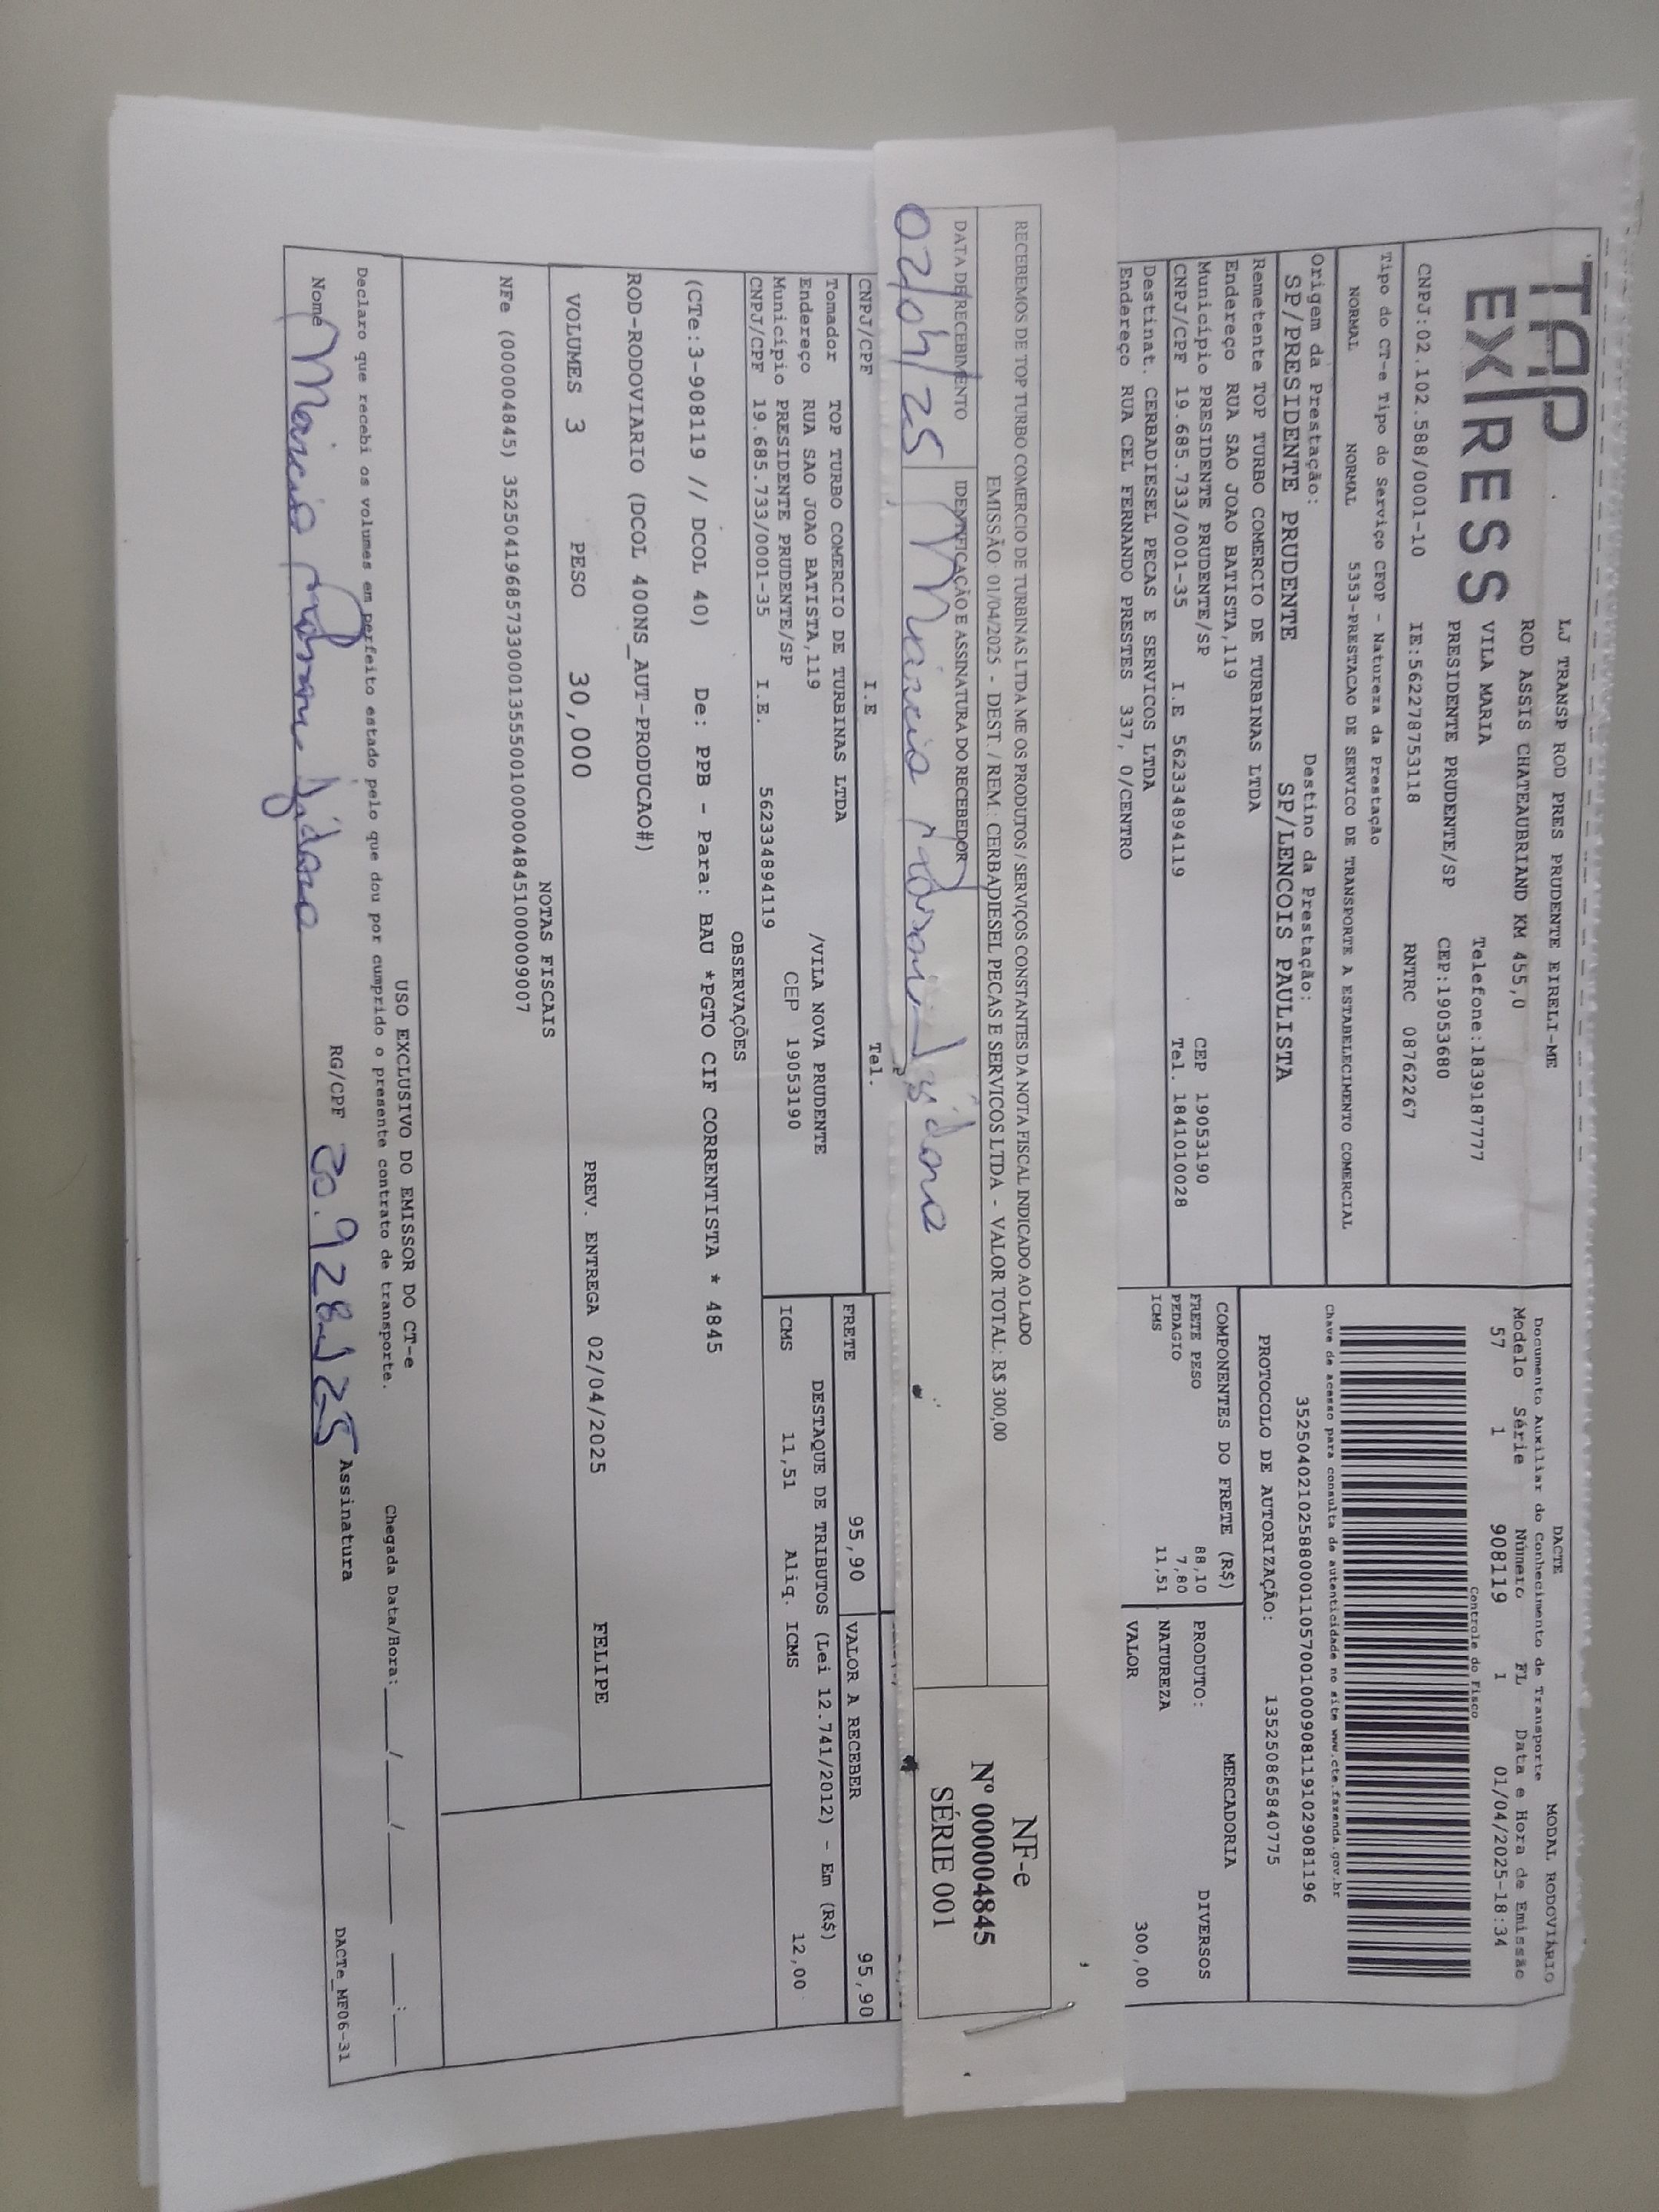 TAP
EXPRESS
LJ TRANSP ROD PRES PRUDENTE EIRELI-ME
ROD ASSIS CHATEAUBRIAND KM 455,0
VILA MARIA Telefone:1839187777
PRESIDENTE PRUDENTE/SP CEP:19053680
CNPJ:02.102.588/0001-10 IE:562278753118 RNTRC 08762267
Tipo do CT-e Tipo do Serviço CFOP - Natureza da Prestação
NORMAL NORMAL 5353-PRESTACAO DE SERVICO DE TRANSPORTE A ESTABELECIMENTO COMERCIAL
Origem da Prestação: Destino da Prestação:
SP/PRESIDENTE PRUDENTE SP/LENCOIS PAULISTA
Remetente TOP TURBO COMERCIO DE TURBINAS LTDA
Endereço RUA SAO JOAO BATISTA,119
Município PRESIDENTE PRUDENTE/SP CEP 19053190
CNPJ/CPF 19.685.733/0001-35 I.E 562334894119 Tel. 1841010028
Destinat. CERBADIESEL PECAS E SERVICOS LTDA
Endereço RUA CEL FERNANDO PRESTES 337, 0/CENTRO
DACTE MODAL RODOVIÁRIO
Documento Auxiliar do Conhecimento de Transporte
Modelo Série Número FL Data e Hora de Emissão
57 1 908119 1 01/04/2025-18:34
Controle do Fisco
Chave de acesso para consulta de autenticidade no site www.cte.fazenda.gov.br
35250402102588000110570010009081191029081196
PROTOCOLO DE AUTORIZAÇÃO: 135250865840775
COMPONENTES DO FRETE (R$) MERCADORIA
FRETE PESO 88,10 PRODUTO: DIVERSOS
PEDAGIO 7,80
ICMS 11,51 NATUREZA
VALOR 300,00
RECEBEMOS DE TOP TURBO COMERCIO DE TURBINAS LTDA ME OS PRODUTOS / SERVIÇOS CONSTANTES DA NOTA FISCAL INDICADO AO LADO
EMISSÃO: 01/04/2025 - DEST. / REM.: CERBADIESEL PECAS E SERVICOS LTDA - VALOR TOTAL: R$ 300,00
DATA DE RECEBIMENTO IDENTIFICAÇÃO E ASSINATURA DO RECEBEDOR
02/04/25 Marcio
NF-e
Nº 000004845
SÉRIE 001
CNPJ/CPF I.E Tel.
Tomador TOP TURBO COMERCIO DE TURBINAS LTDA
Endereço RUA SAO JOAO BATISTA,119 /VILA NOVA PRUDENTE
Município PRESIDENTE PRUDENTE/SP CEP 19053190
CNPJ/CPF 19.685.733/0001-35 I.E. 562334894119
FRETE 95,90 VALOR A RECEBER 95,90
DESTAQUE DE TRIBUTOS (Lei 12.741/2012) - Em (R$)
ICMS 11,51 Aliq. ICMS 12,00
OBSERVAÇÕES
(CTe:3-908119 // DCOL 40) De: PPB - Para: BAU *PGTO CIF CORRENTISTA * 4845
ROD-RODOVIARIO (DCOL 400NS_AUT-PRODUCAO#)
VOLUMES 3 PESO 30,000 PREV. ENTREGA 02/04/2025 FELIPE
NOTAS FISCAIS
NFe (000004845) 35250419685733000135550010000048451000009007
USO EXCLUSIVO DO EMISSOR DO CT-e
Declaro que recebi os volumes em perfeito estado pelo que dou por cumprido o presente contrato de transporte. Chegada Data/Hora:___/___/____ __:__
Nome Marcio RG/CPF Assinatura
DACTe_MF06-31